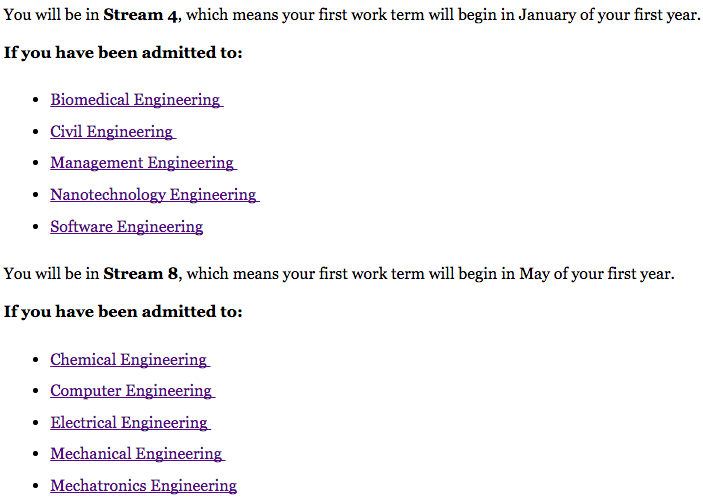 You will be in Stream 4, which means your first work term will begin in January of your first year.
If you have been admitted to:
Biomedical Engineering
Civil Engineering
Management Engineering
Nanotechnology Engineering
Software Engineering
You will be in Stream 8, which means your first work term will begin in May of your first year.
If you have been admitted to:
Chemical Engineering
Computer Engineering
Electrical Engineering
Mechanical Engineering
Mechatronics Engineering